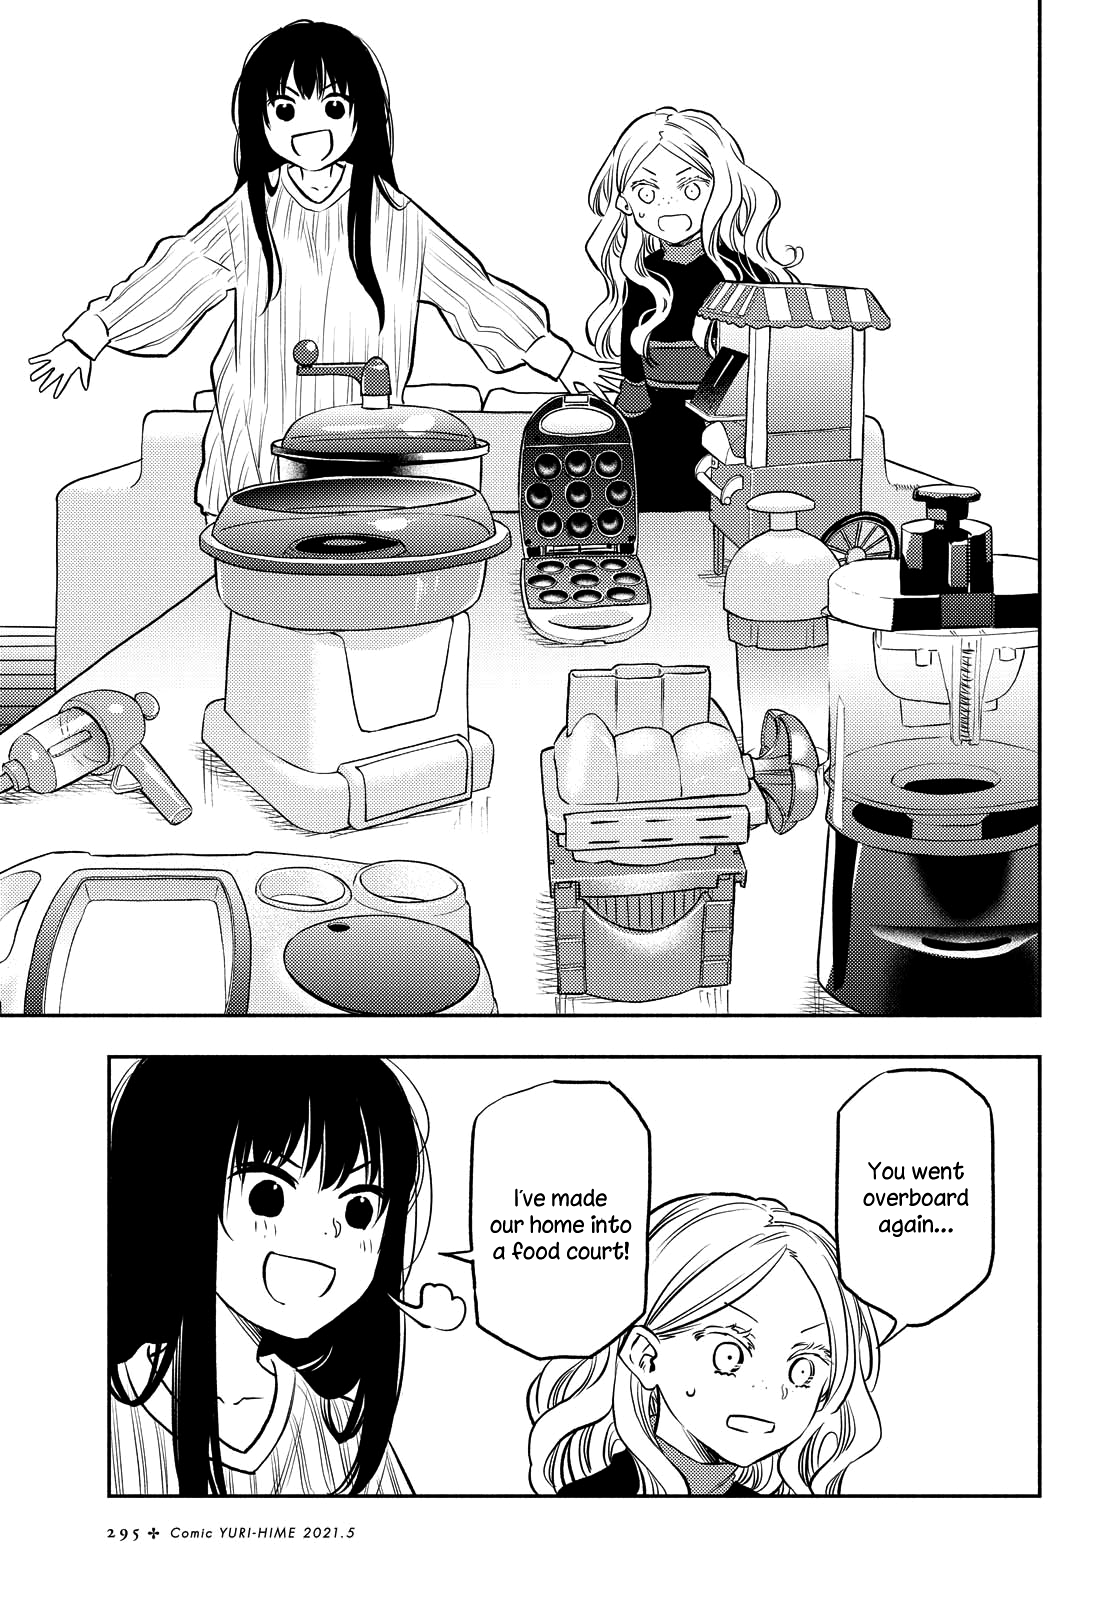 You went
overboard
again...
I've made
our home into
a food court!
295 ✣ Comic YURI-HIME 2021.5